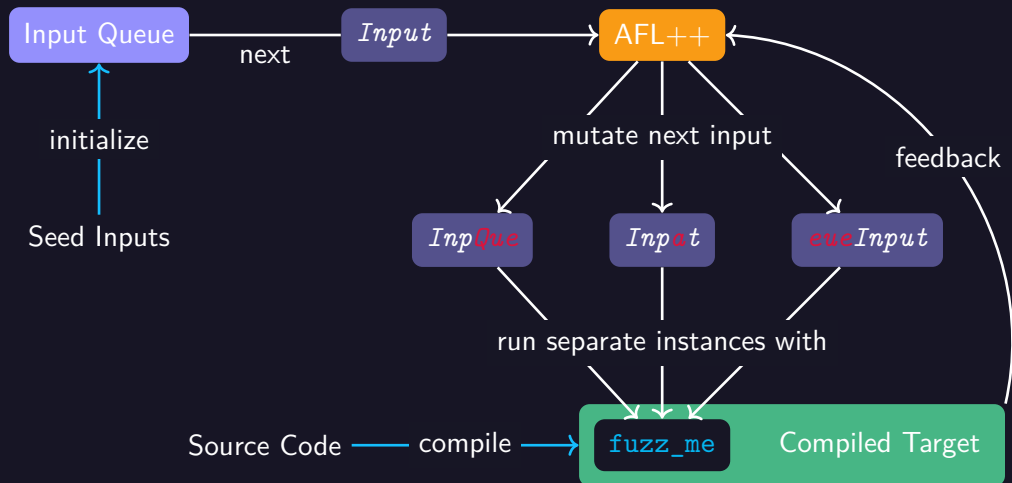 Input Queue
next
Input
AFL++
initialize
mutate next input
feedback
Seed Inputs
InpQue
Inpat
eueInput
run separate instances with
Source Code
compile
fuzz_me
Compiled Target